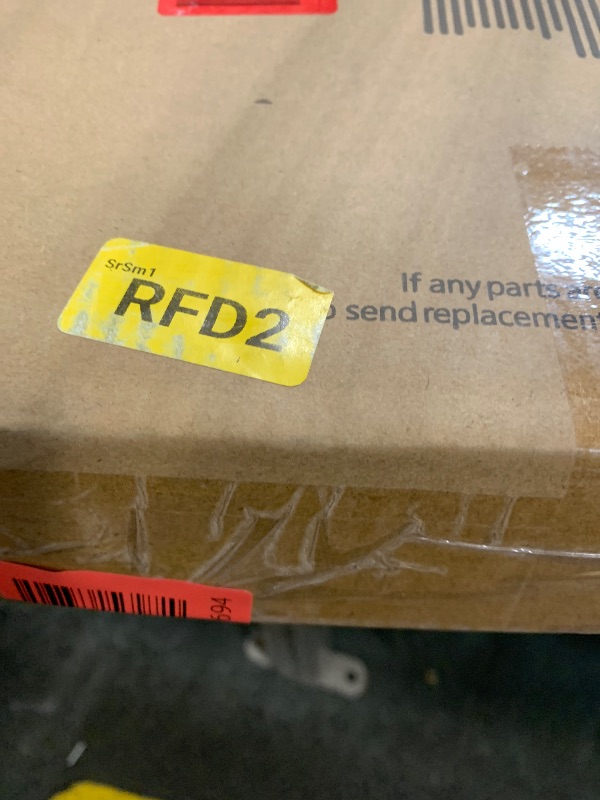 SrSm1
RFD2
If any parts are
send replacement
594